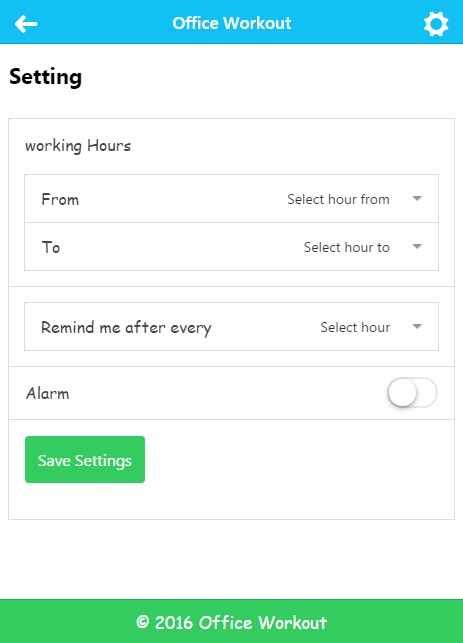 Office Workout
Setting
working Hours
From Select hour from
To Select hour to
Remind me after every Select hour
Alarm
Save Settings
© 2016 Office Workout